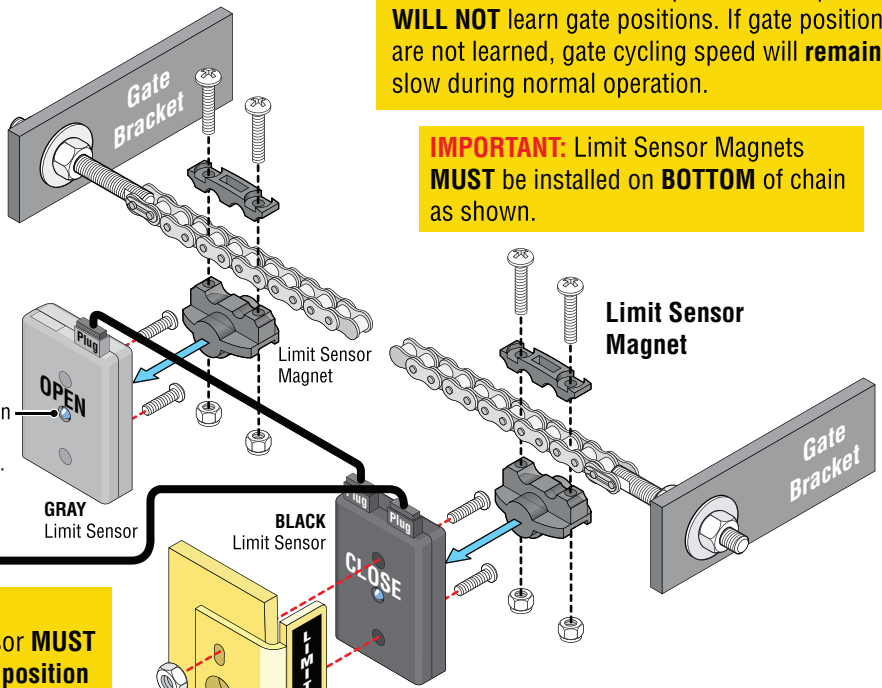 WILL NOT learn gate positions. If gate position
are not learned, gate cycling speed will remain
slow during normal operation.
IMPORTANT: Limit Sensor Magnets
MUST be installed on BOTTOM of chain
as shown.
Gate
Bracket
Limit Sensor
Magnet
Plug
Limit Sensor
Magnet
OPEN
n
.
GRAY
Limit Sensor
Gate
Bracket
Plug
Plug
BLACK
Limit Sensor
CLOSE
LIMIT
sor MUST
position